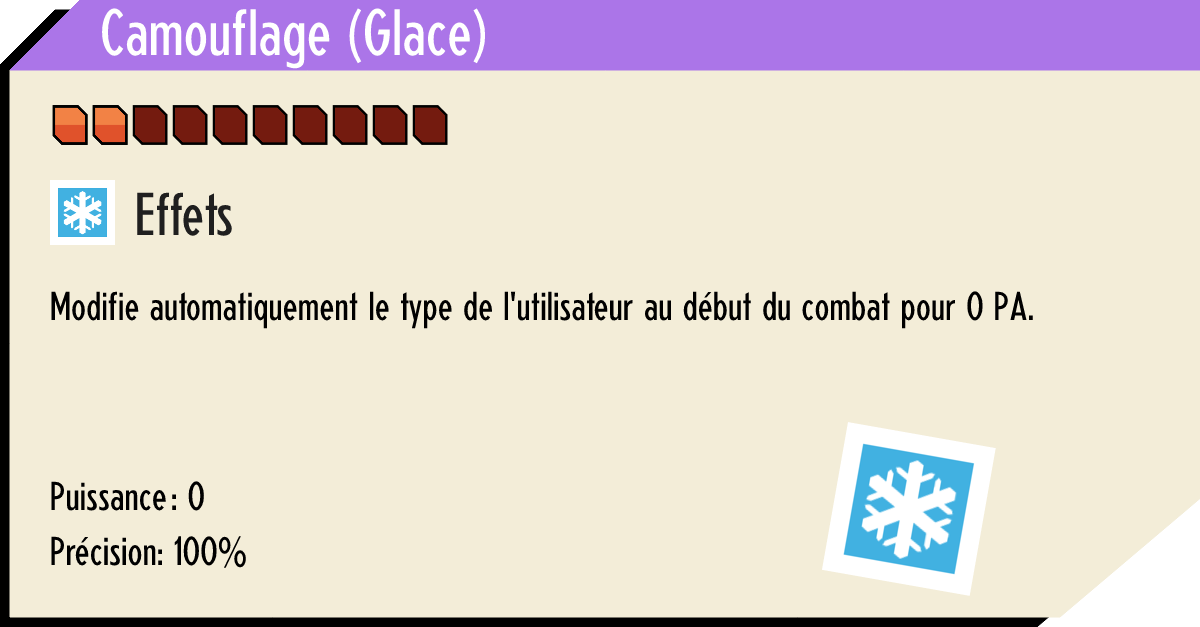 Camouflage (Glace)
Effets
Modifie automatiquement le type de l'utilisateur au début du combat pour 0 PA.
Puissance : 0
Précision: 100%